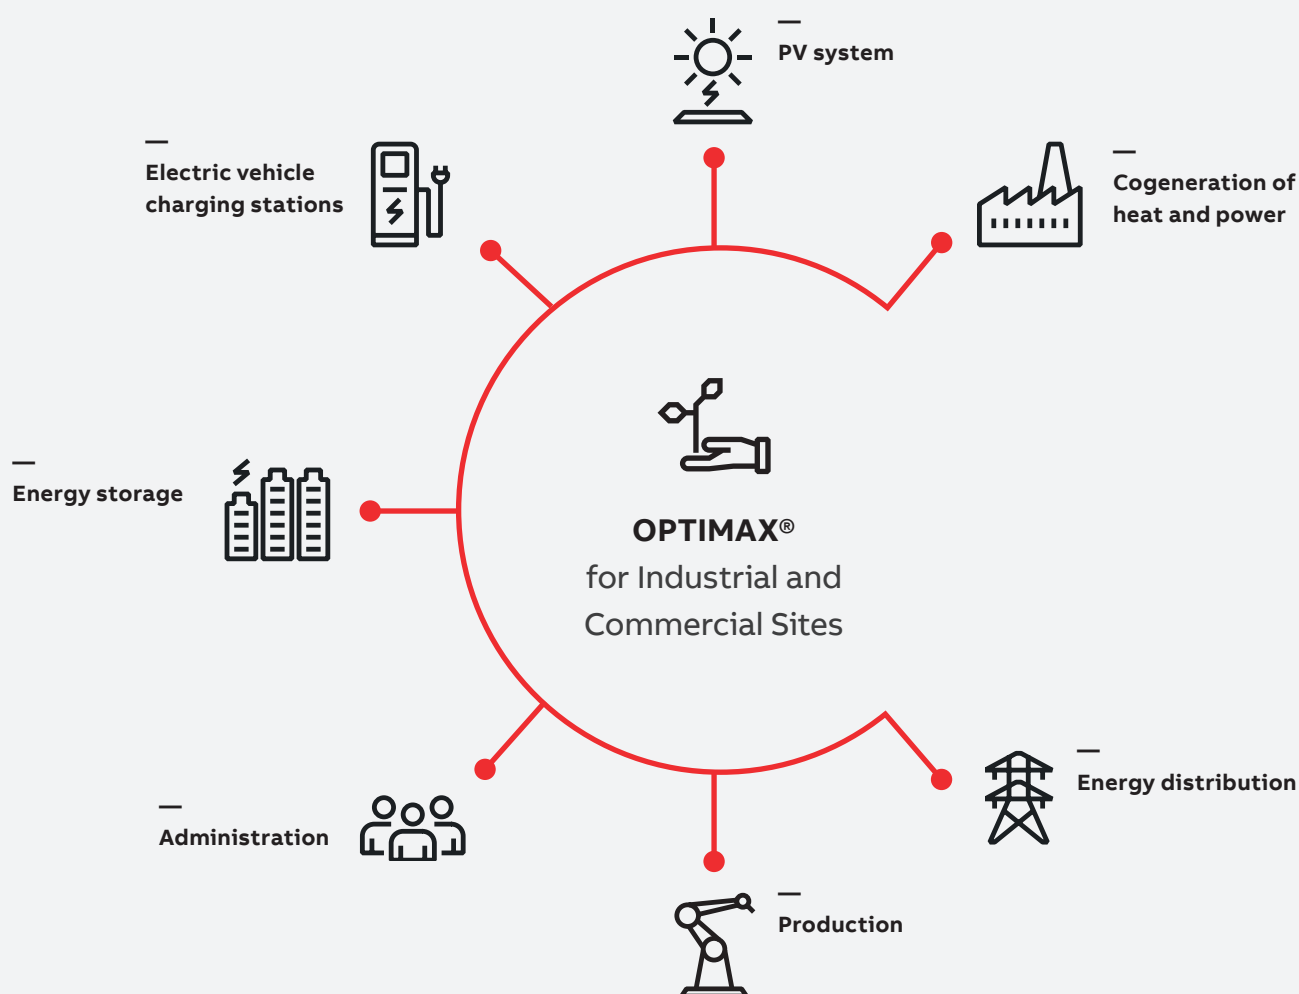 PV system
Electric vehicle
charging stations
Cogeneration of
heat and power
Energy storage
OPTIMAX®
for Industrial and
Commercial Sites
Energy distribution
Administration
Production